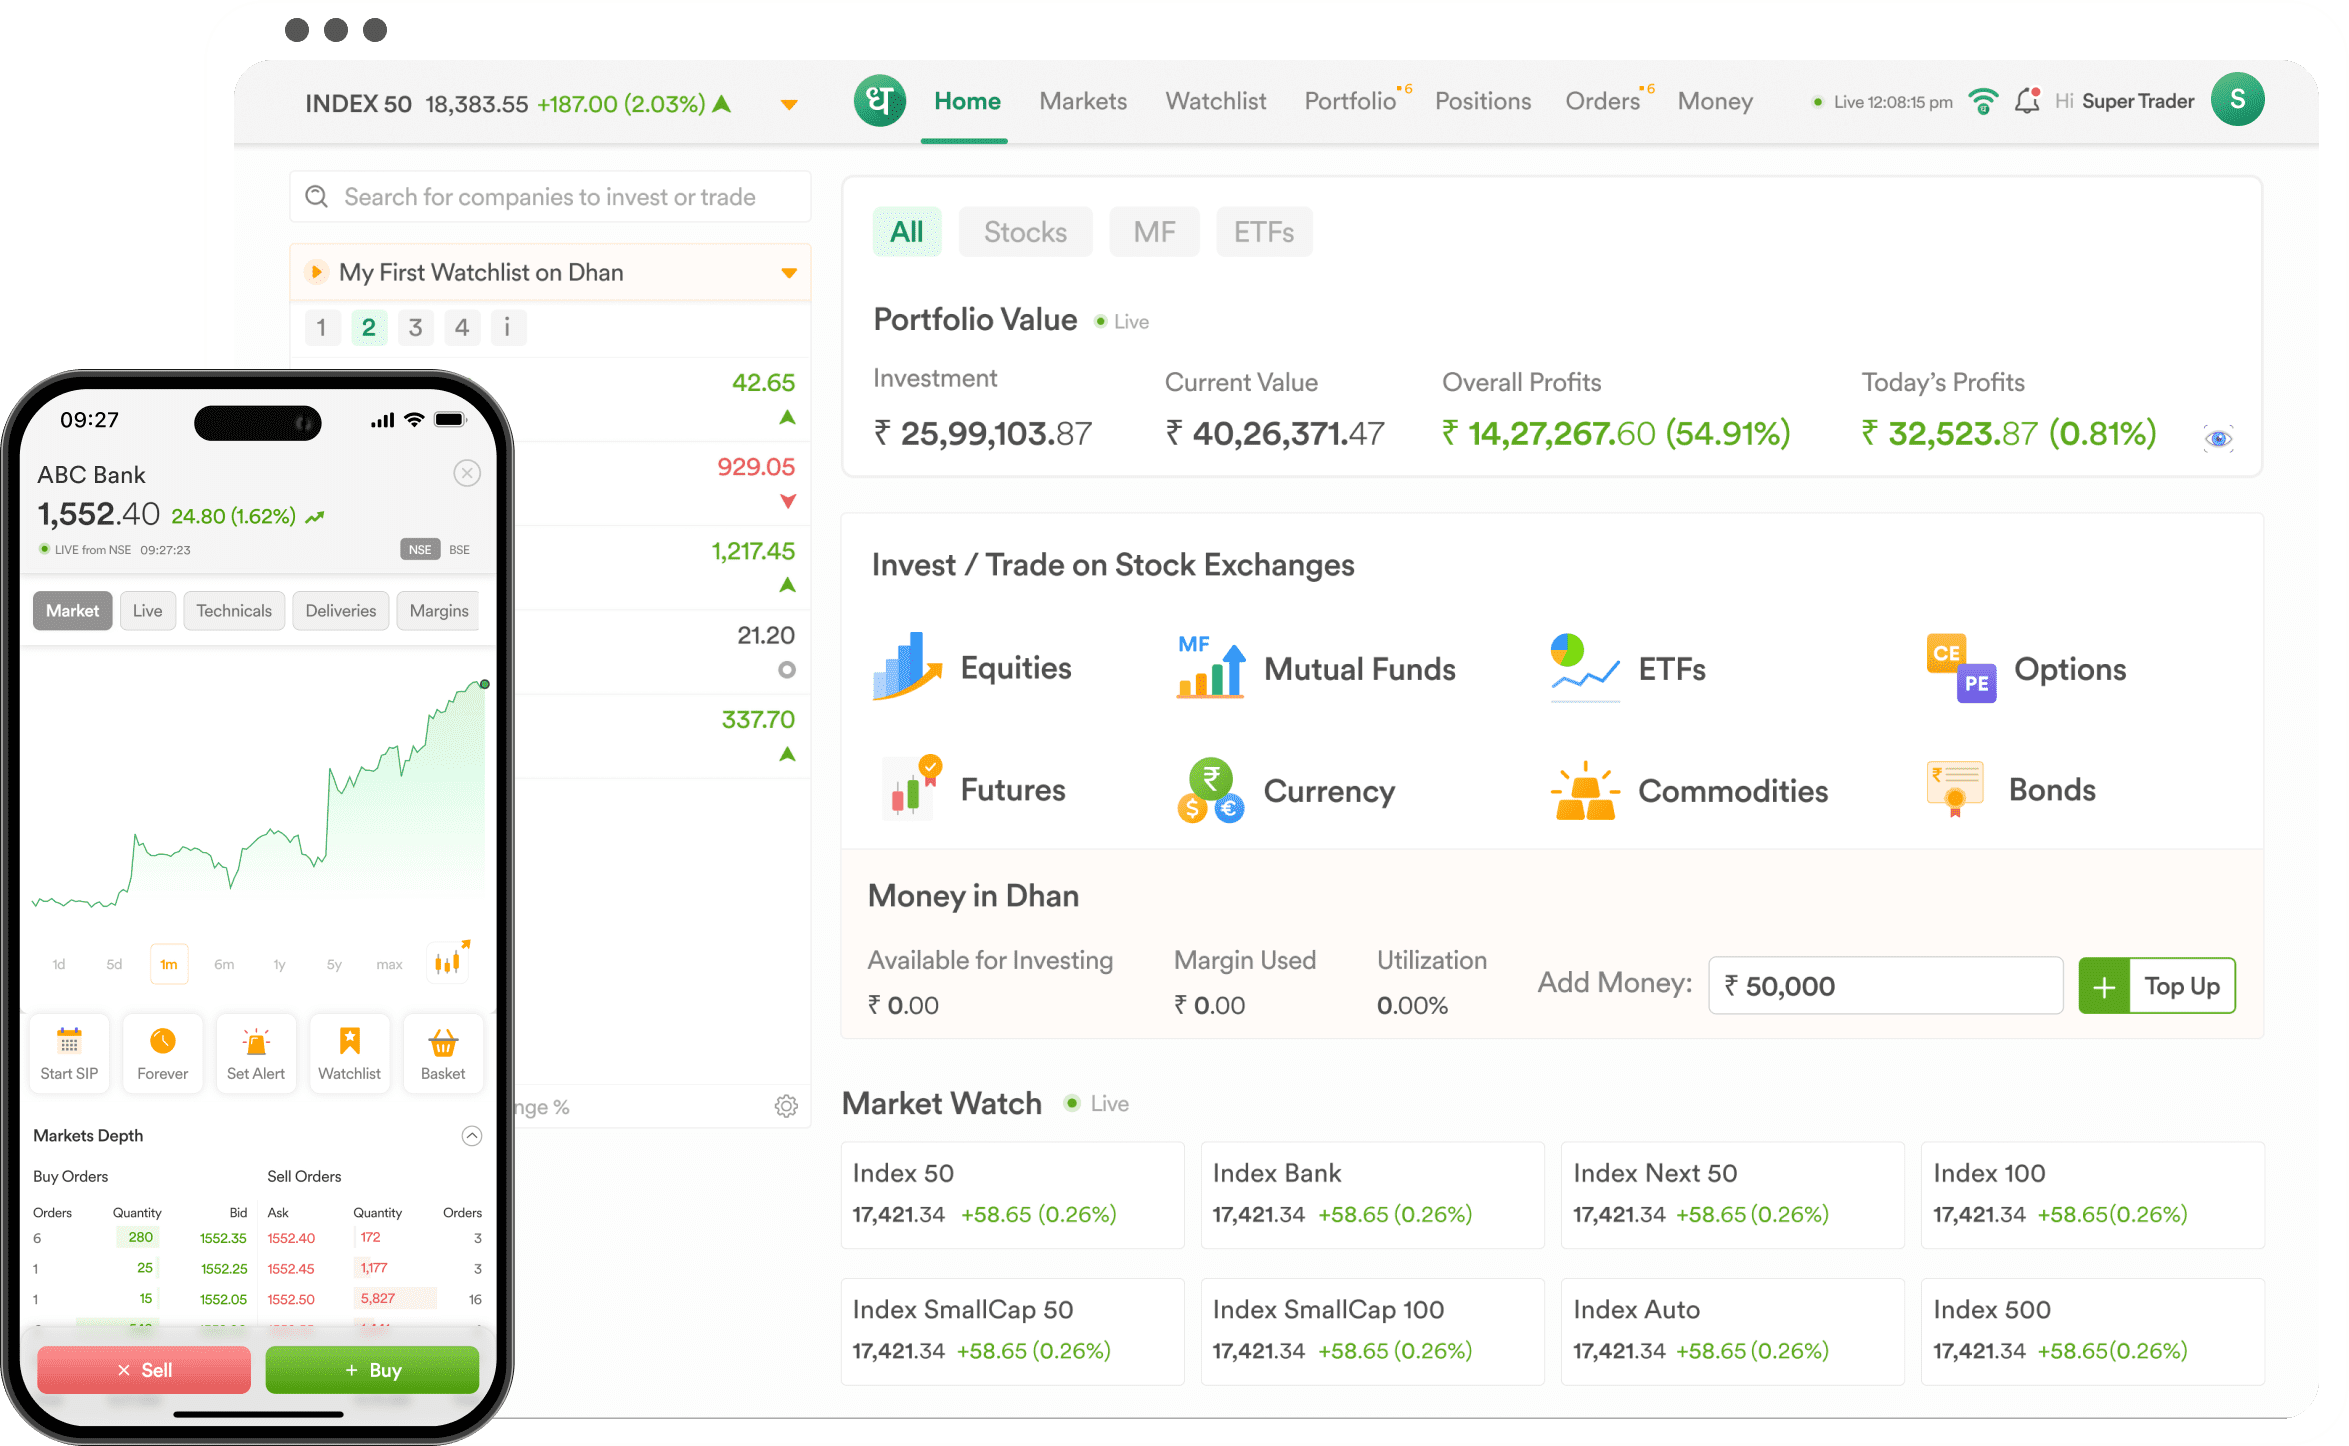 INDEX 50 18,383.55 +187.00 (2.03%)
धा Home Markets Watchlist Portfolio 6 Positions Orders 6 Money
Live 12:08:15 pm Hi Super Trader S
Search for companies to invest or trade
My First Watchlist on Dhan
1 2 3 4 i
42.65
929.05
1,217.45
21.20
337.70
nge %
All Stocks MF ETFs
Portfolio Value Live
Investment Current Value Overall Profits Today's Profits
₹ 25,99,103.87 ₹ 40,26,371.47 ₹ 14,27,267.60 (54.91%) ₹ 32,523.87 (0.81%)
Invest / Trade on Stock Exchanges
Equities MF Mutual Funds ETFs CE PE Options
Futures ₹ $ € Currency Commodities ₹ Bonds
Money in Dhan
Available for Investing Margin Used Utilization
₹ 0.00 ₹ 0.00 0.00%
Add Money: ₹ 50,000 + Top Up
Market Watch Live
Index 50 Index Bank Index Next 50 Index 100
17,421.34 +58.65 (0.26%) 17,421.34 +58.65 (0.26%) 17,421.34 +58.65 (0.26%) 17,421.34 +58.65(0.26%)
Index SmallCap 50 Index SmallCap 100 Index Auto Index 500
17,421.34 +58.65 (0.26%) 17,421.34 +58.65 (0.26%) 17,421.34 +58.65 (0.26%) 17,421.34 +58.65(0.26%)
09:27
ABC Bank
1,552.40 24.80 (1.62%)
LIVE from NSE 09:27:23 NSE BSE
Market Live Technicals Deliveries Margins
1d 5d 1m 6m 1y 5y max
Start SIP Forever Set Alert Watchlist Basket
Markets Depth
Buy Orders Sell Orders
Orders Quantity Bid Ask Quantity Orders
6 280 1552.35 1552.40 172 3
1 25 1552.25 1552.45 1,177 3
1 15 1552.05 1552.50 5,827 16
× Sell + Buy